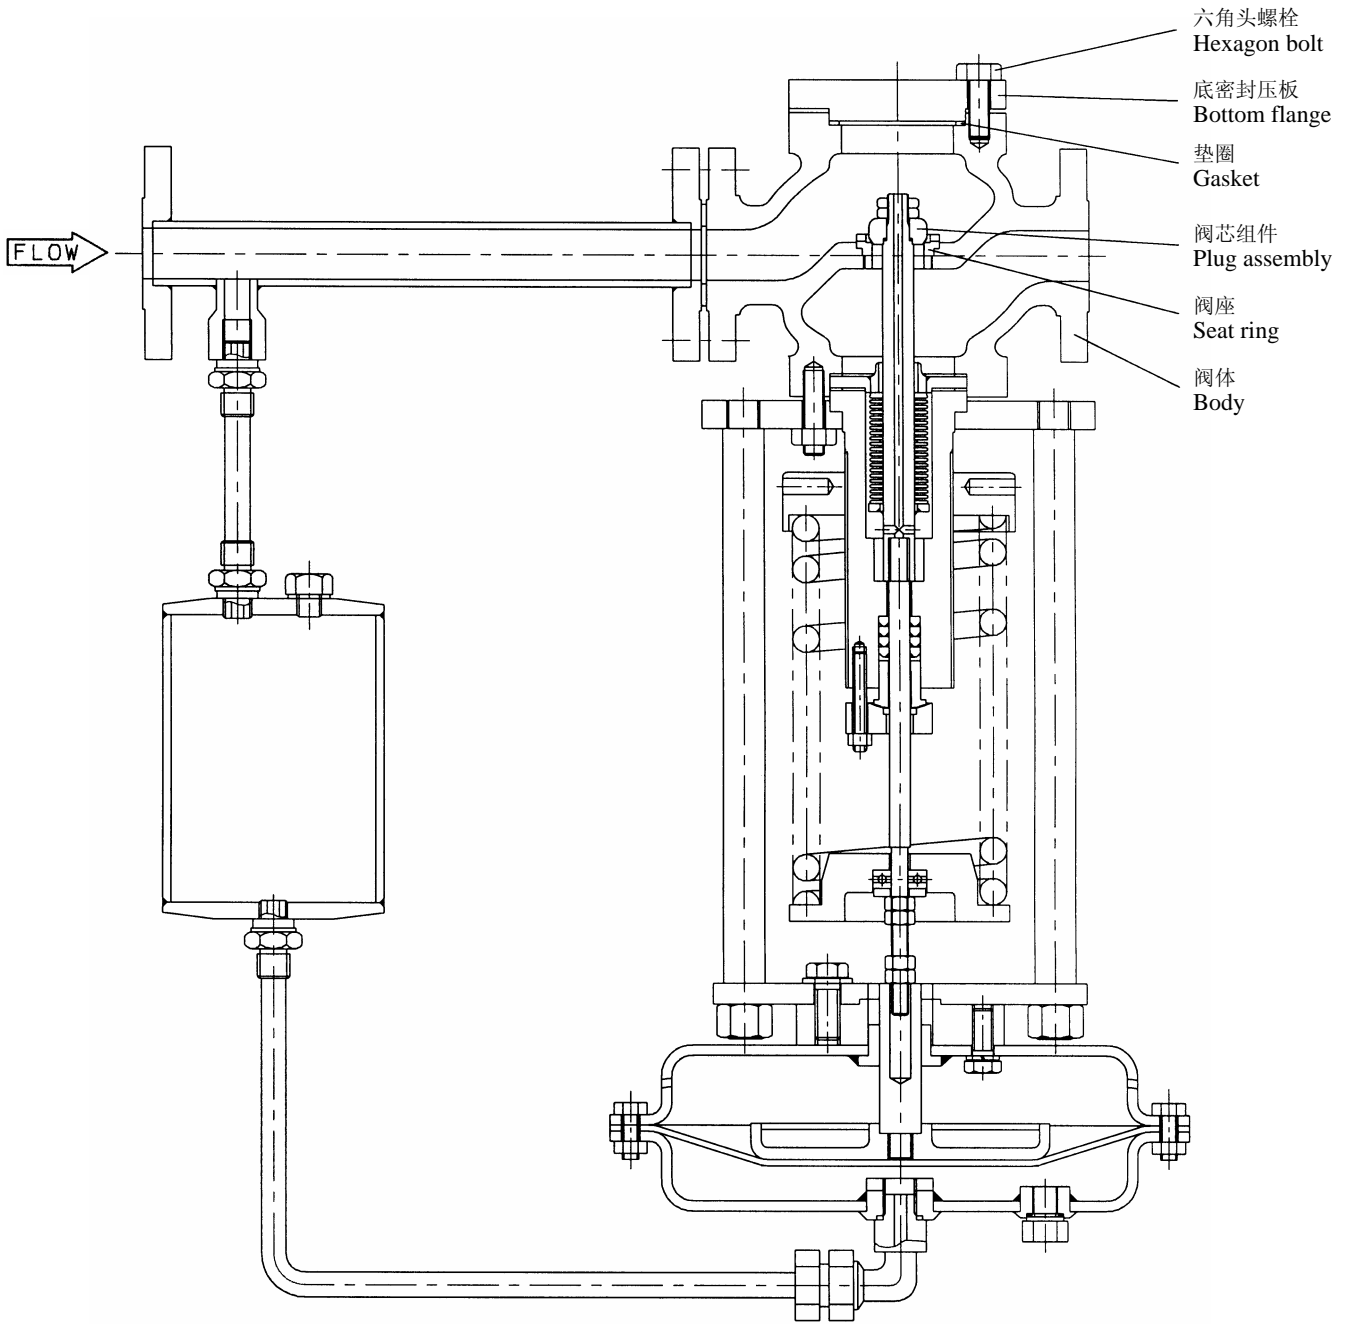 六角头螺栓
Hexagon bolt
底密封压板
Bottom flange
垫圈
Gasket
阀芯组件
Plug assembly
阀座
Seat ring
阀体
Body
FLOW